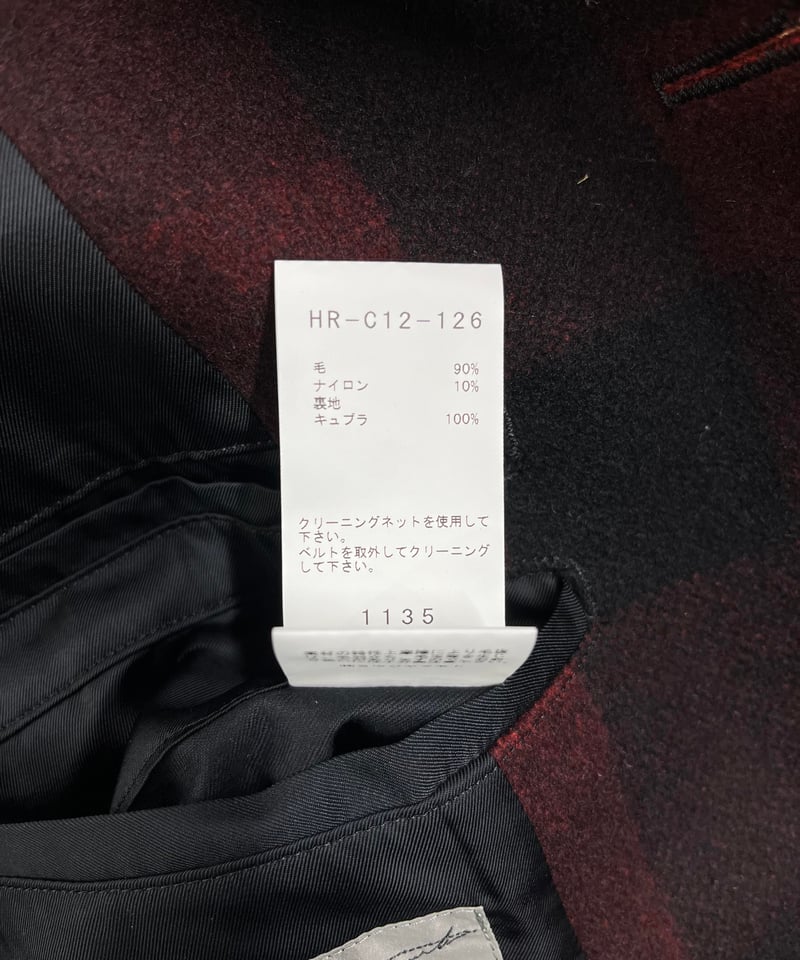 HR-C12-126
毛 90%
ナイロン 10%
裏地
キュプラ 100%
クリーニングネットを使用して
下さい。
ベルトを取外してクリーニング
して下さい。
1135